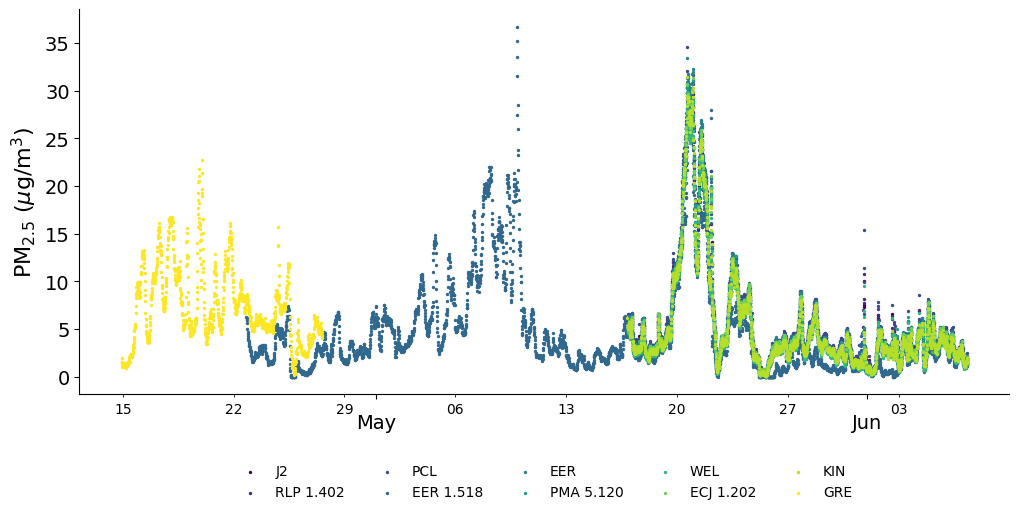 PM2.5 (μg/m³)
35
30
25
20
15
10
5
0
15 22 29 06 13 20 27 03
May Jun
J2 PCL EER WEL KIN
RLP 1.402 EER 1.518 PMA 5.120 ECJ 1.202 GRE